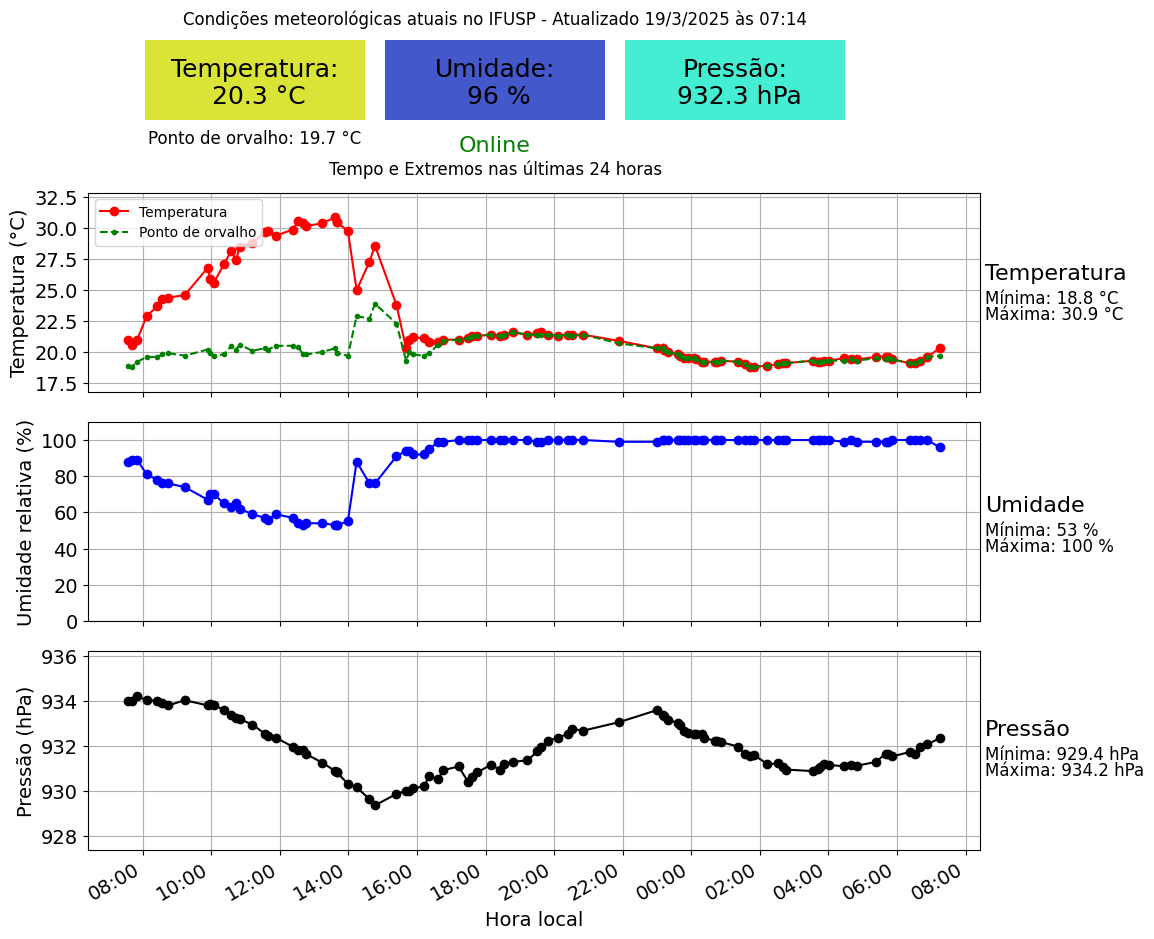 Condições meteorológicas atuais no IFUSP - Atualizado 19/3/2025 às 07:14
Temperatura:
20.3 °C
Umidade:
96 %
Pressão:
932.3 hPa
Ponto de orvalho: 19.7 °C
Online
Tempo e Extremos nas últimas 24 horas
Temperatura (°C)
32.5
30.0
27.5
25.0
22.5
20.0
17.5
Temperatura
Ponto de orvalho
Temperatura
Mínima: 18.8 °C
Máxima: 30.9 °C
Umidade relativa (%)
100
80
60
40
20
0
Umidade
Mínima: 53 %
Máxima: 100 %
Pressão (hPa)
936
934
932
930
928
Pressão
Mínima: 929.4 hPa
Máxima: 934.2 hPa
08:00
10:00
12:00
14:00
16:00
18:00
20:00
22:00
00:00
02:00
04:00
06:00
08:00
Hora local